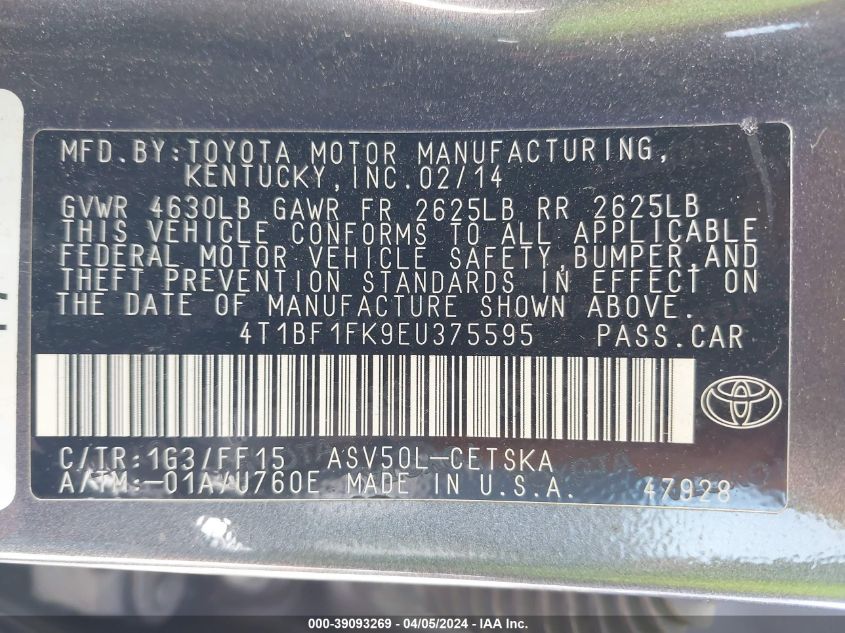 MFD.BY:TOYOTA MOTOR MANUFACTURING,
KENTUCKY,INC.02/14
GVWR 4630LB GAWR FR 2625LB RR 2625LB
THIS VEHICLE CONFORMS TO ALL APPLICABLE
FEDERAL MOTOR VEHICLE SAFETY,BUMPER,AND
THEFT PREVENTION STANDARDS IN EFFECT ON
THE DATE OF MANUFACTURE SHOWN ABOVE.
4T1BF1FK9EU375595 PASS.CAR
C/TR:1G3/FF15 ASV50L-CETSKA
A/TM:-01A/U760E MADE IN U.S.A. 47928
000-39093269 / 04/05/2024 - IAA Inc.